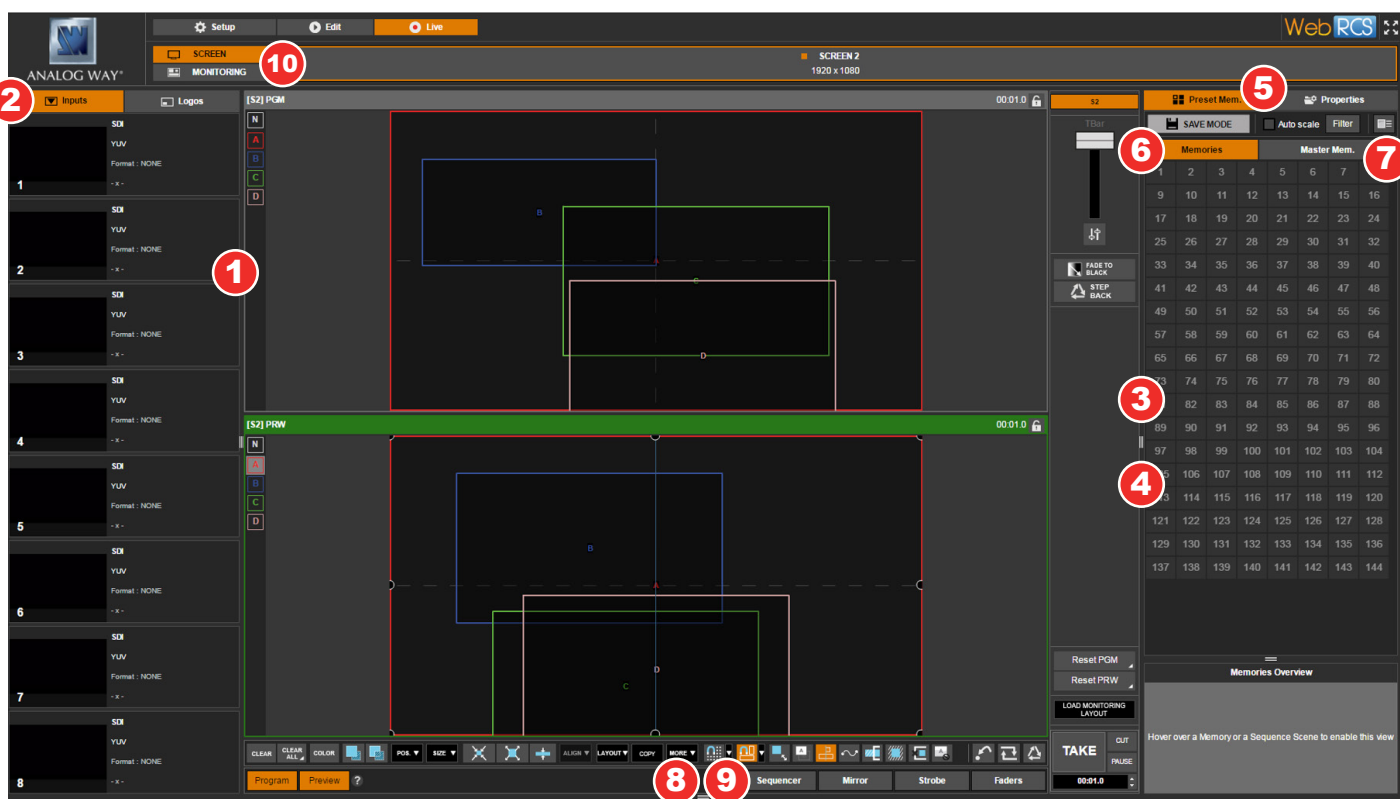 Setup
Edit
Live
Web RCS
ANALOG WAY®
SCREEN
MONITORING
10
SCREEN 2
1920 x 1080
2
Inputs
Logos
[S2] PGM
00:01.0
S2
5
Preset Mem.
Properties
SAVE MODE
Auto scale
Filter
6
Memories
Master Mem.
7
SDI
YUV
Format : NONE
- x -
1
SDI
YUV
Format : NONE
- x -
2
1
SDI
YUV
Format : NONE
- x -
3
SDI
YUV
Format : NONE
- x -
4
SDI
YUV
Format : NONE
- x -
5
SDI
YUV
Format : NONE
- x -
6
SDI
YUV
Format : NONE
- x -
7
SDI
YUV
Format : NONE
- x -
8
N
A
B
C
D
B
A
C
D
TBar
FADE TO
BLACK
STEP
BACK
1 2 3 4 5 6 7
9 10 11 12 13 14 15 16
17 18 19 20 21 22 23 24
25 26 27 28 29 30 31 32
33 34 35 36 37 38 39 40
41 42 43 44 45 46 47 48
49 50 51 52 53 54 55 56
57 58 59 60 61 62 63 64
65 66 67 68 69 70 71 72
73 74 75 76 77 78 79 80
3
82 83 84 85 86 87 88
89 90 91 92 93 94 95 96
97 98 99 100 101 102 103 104
106 107 108 109 110 111 112
4
114 115 116 117 118 119 120
121 122 123 124 125 126 127 128
129 130 131 132 133 134 135 136
137 138 139 140 141 142 143 144
[S2] PRW
00:01.0
N
A
B
C
D
B
A
D
C
Reset PGM
Reset PRW
LOAD MONITORING
LAYOUT
Memories Overview
Hover over a Memory or a Sequence Scene to enable this view
CLEAR
CLEAR
ALL
COLOR
POS.
SIZE
ALIGN
LAYOUT
COPY
MORE
TAKE
CUT
PAUSE
00:01.0
Program
Preview
?
8
9
Sequencer
Mirror
Strobe
Faders